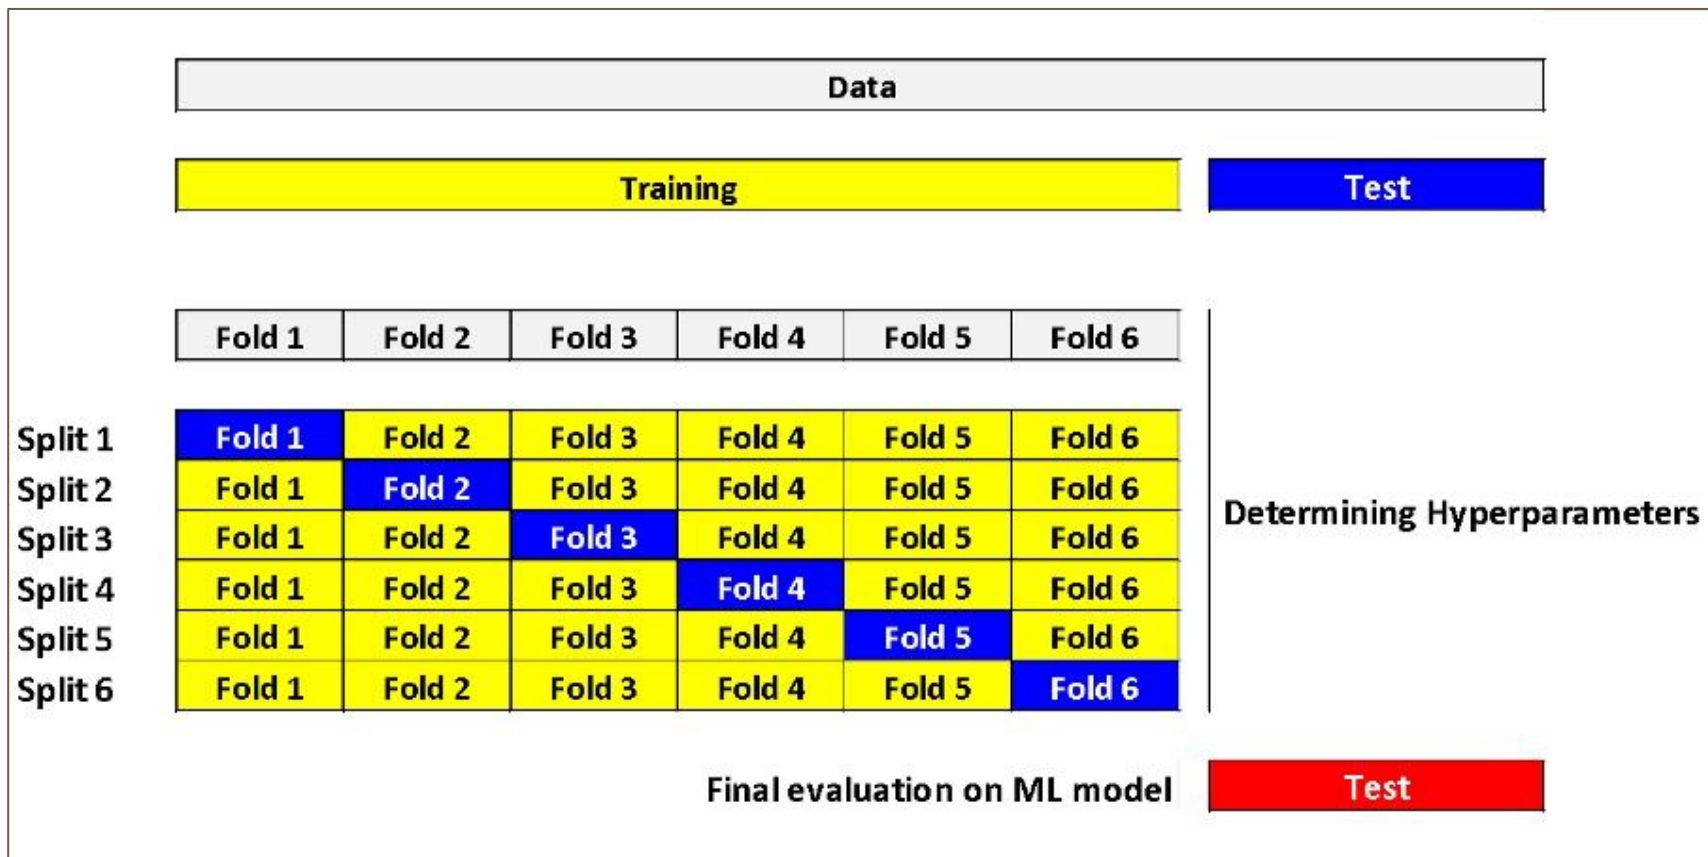 Data
Training Test
Fold 1 Fold 2 Fold 3 Fold 4 Fold 5 Fold 6
Split 1 Fold 1 Fold 2 Fold 3 Fold 4 Fold 5 Fold 6
Split 2 Fold 1 Fold 2 Fold 3 Fold 4 Fold 5 Fold 6
Split 3 Fold 1 Fold 2 Fold 3 Fold 4 Fold 5 Fold 6
Split 4 Fold 1 Fold 2 Fold 3 Fold 4 Fold 5 Fold 6
Split 5 Fold 1 Fold 2 Fold 3 Fold 4 Fold 5 Fold 6
Split 6 Fold 1 Fold 2 Fold 3 Fold 4 Fold 5 Fold 6
Determining Hyperparameters
Final evaluation on ML model Test